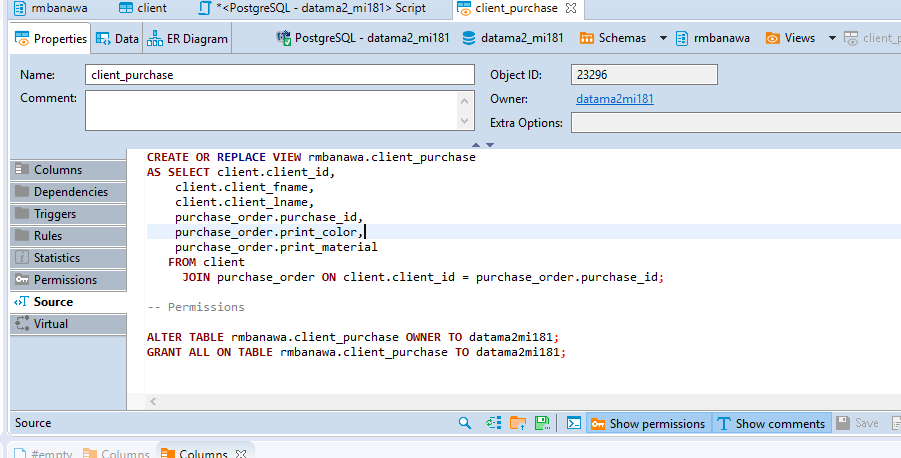 rmbanawa client *<PostgreSQL - datama2_mi181> Script client_purchase
Properties Data ER Diagram PostgreSQL - datama2_mi181 datama2_mi181 Schemas rmbanawa Views client_p
Name: client_purchase Object ID: 23296
Comment: Owner: datama2mi181
Extra Options:
Columns
Dependencies
Triggers
Rules
Statistics
Permissions
Source
Virtual
CREATE OR REPLACE VIEW rmbanawa.client_purchase
AS SELECT client.client_id,
    client.client_fname,
    client.client_lname,
    purchase_order.purchase_id,
    purchase_order.print_color,
    purchase_order.print_material
   FROM client
     JOIN purchase_order ON client.client_id = purchase_order.purchase_id;
-- Permissions
ALTER TABLE rmbanawa.client_purchase OWNER TO datama2mi181;
GRANT ALL ON TABLE rmbanawa.client_purchase TO datama2mi181;
Source Show permissions Show comments Save
#empty Columns Columns